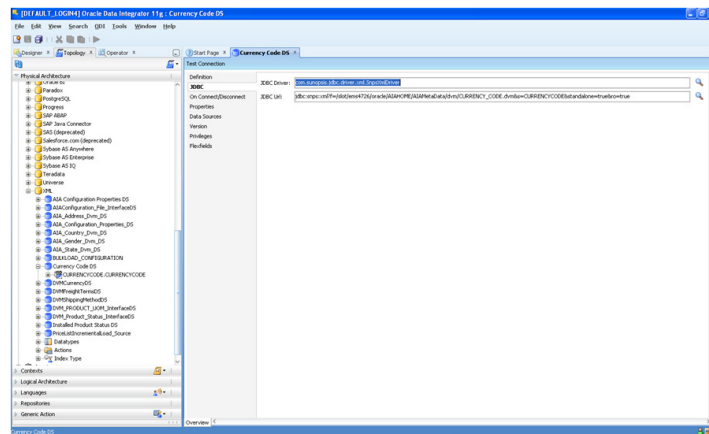 [DEFAULT_LOGIN4] Oracle Data Integrator 11g : Currency Code DS
File Edit View Search ODI Tools Window Help
Designer Topology Operator
Start Page Currency Code DS
Test Connection
Physical Architecture
Paradox
PostgreSQL
Progress
SAP ABAP
SAP Java Connector
SAS (deprecated)
Salesforce.com (deprecated)
Sybase AS Anywhere
Sybase AS Enterprise
Sybase AS IQ
Teradata
Universe
XML
AIA Configuration Properties DS
AIAConfiguration_File_InterfaceDS
AIA_Address_Dvm_DS
AIA_Configuration_Properties_DS
AIA_Country_Dvm_DS
AIA_Gender_Dvm_DS
AIA_State_Dvm_DS
BULKLOAD_CONFIGURATION
Currency Code DS
CURRENCYCODE.CURRENCYCODE
DVMCurrencyDS
DVMFreightTermsDS
DVMShippingMethodDS
DVM_PRODUCT_UOM_InterfaceDS
DVM_Product_Status_InterfaceDS
Installed Product Status DS
PriceListIncrementalLoad_Source
Datatypes
Actions
Index Type
Contexts
Logical Architecture
Languages
Repositories
Generic Action
Definition
JDBC
On Connect/Disconnect
Properties
Data Sources
Version
Privileges
Flexfields
JDBC Driver: com.sunopsis.jdbc.driver.xml.SnpsXmlDriver
JDBC Url: jdbc:snps:xml?f=/slot/ems4726/oracle/AIAHOME/AIAMetaData/dvm/CURRENCY_CODE.dvm&s=CURRENCYCODE&standalone=true&ro=true
Overview
Currency Code DS